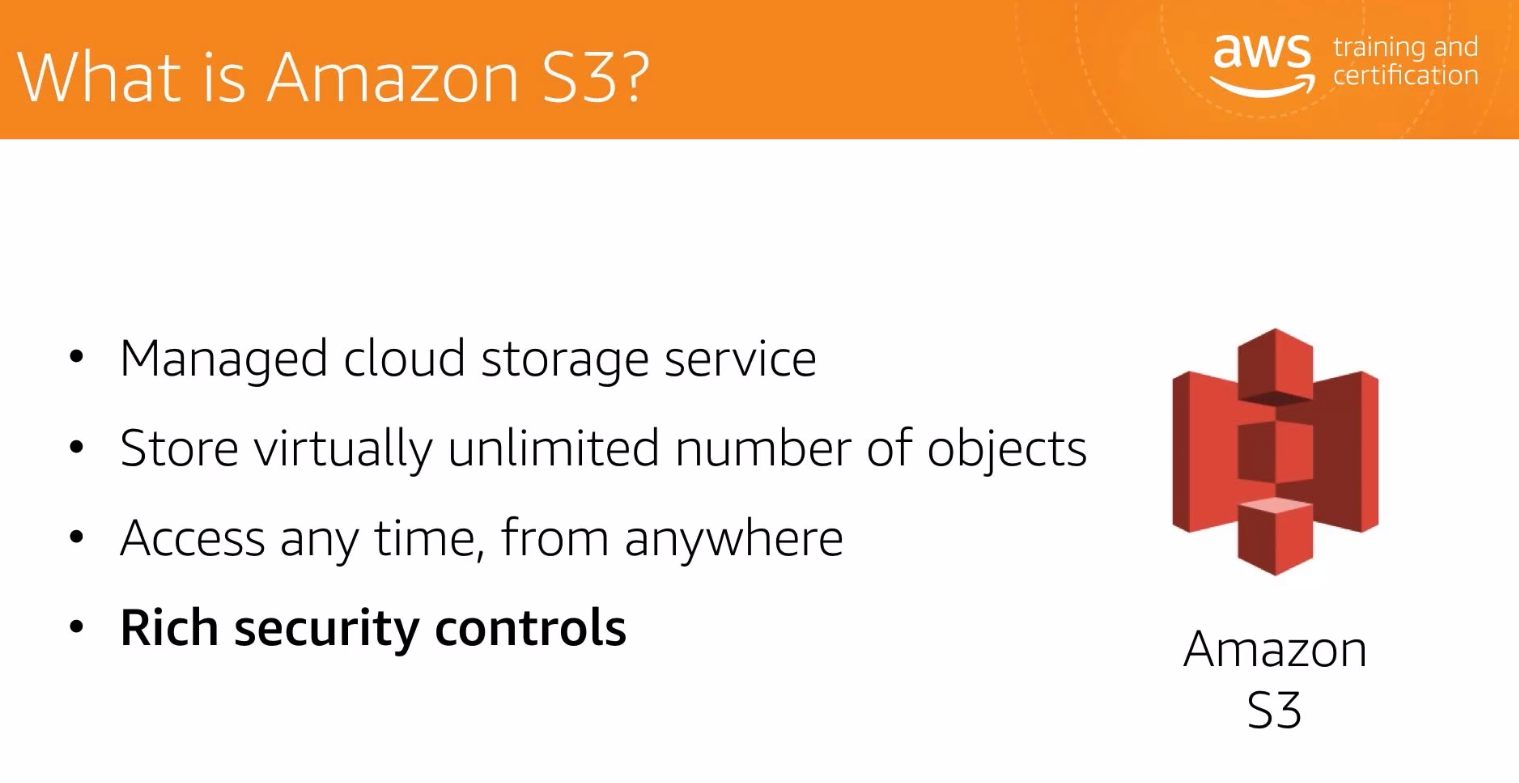 What is Amazon S3?
aws training and
certification
• Managed cloud storage service
• Store virtually unlimited number of objects
• Access any time, from anywhere
• Rich security controls
Amazon
S3